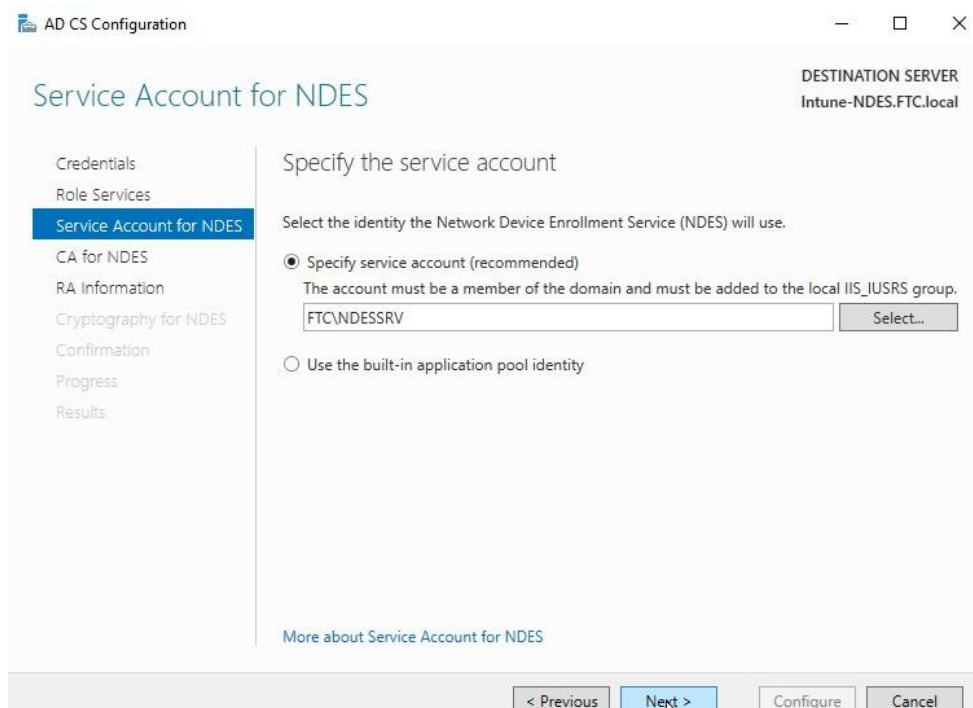 AD CS Configuration
DESTINATION SERVER
Intune-NDES.FTC.local
Service Account for NDES
Credentials
Role Services
Service Account for NDES
CA for NDES
RA Information
Cryptography for NDES
Confirmation
Progress
Results
Specify the service account
Select the identity the Network Device Enrollment Service (NDES) will use.
Specify service account (recommended)
The account must be a member of the domain and must be added to the local IIS_IUSRS group.
FTC\NDESSRV
Select...
Use the built-in application pool identity
More about Service Account for NDES
< Previous
Next >
Configure
Cancel